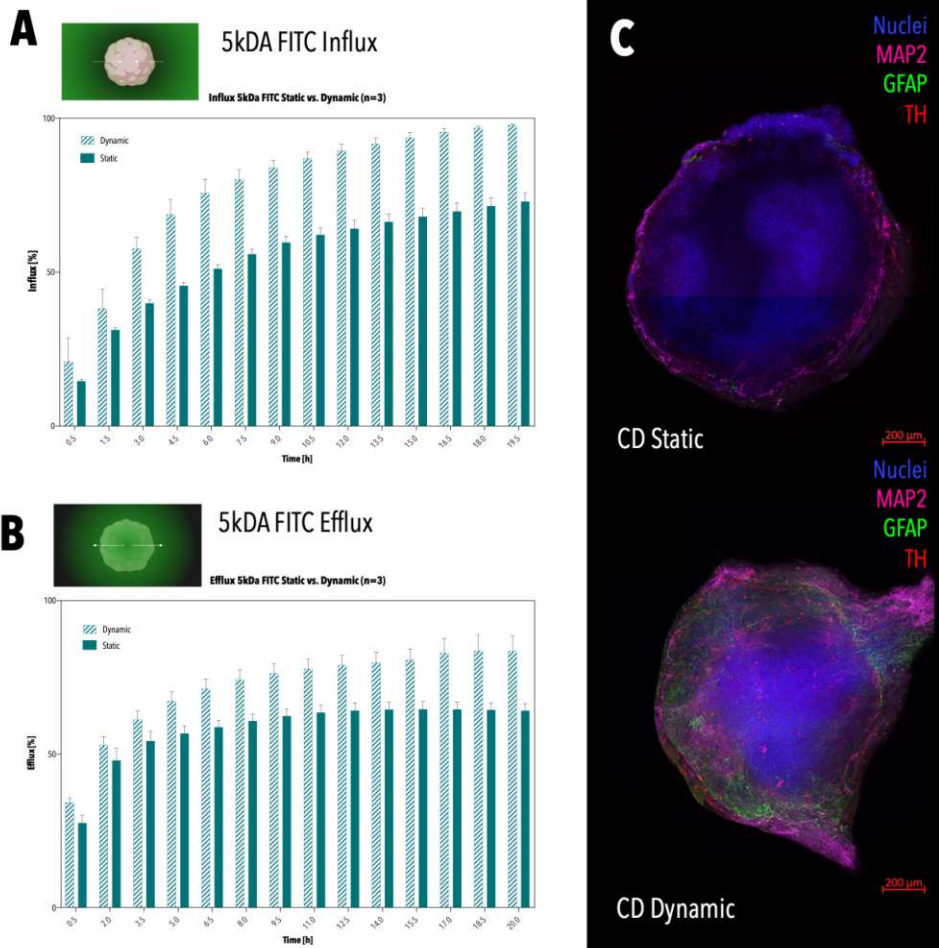 A
5kDA FITC Influx
Influx 5kDa FITC Static vs. Dynamic (n=3)
100
Dynamic
Static
50
0
Influx [%]
0.5 1.5 3.0 4.5 6.0 7.5 9.0 10.5 12.0 13.5 15.0 16.5 18.0 19.5
Time [h]
B
5kDA FITC Efflux
Efflux 5kDa FITC Static vs. Dynamic (n=3)
100
Dynamic
Static
50
0
Efflux [%]
0.5 2.0 3.5 5.0 6.5 8.0 9.5 11.0 12.5 14.0 15.5 17.0 18.5 20.0
Time [h]
C
Nuclei
MAP2
GFAP
TH
CD Static
200 µm
Nuclei
MAP2
GFAP
TH
CD Dynamic
200 µm